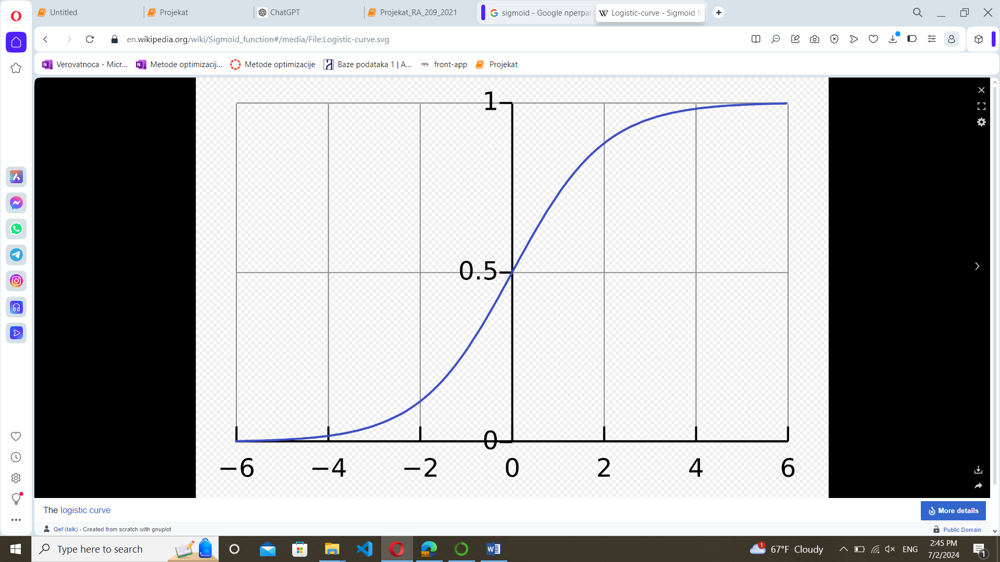 Untitled
Projekat
ChatGPT
Projekat_RA_209_2021
sigmoid - Google претраг
Logistic-curve - Sigmoid f
en.wikipedia.org/wiki/Sigmoid_function#/media/File:Logistic-curve.svg
Verovatnoca - Micr...
Metode optimizacij...
Metode optimizacije
Baze podataka 1 | A...
front-app
Projekat
1
0.5
0
−6 −4 −2 0 2 4 6
The logistic curve
More details
Qef (talk) - Created from scratch with gnuplot
Public Domain
Type here to search
1
67°F Cloudy
ENG
2:45 PM
7/2/2024
1